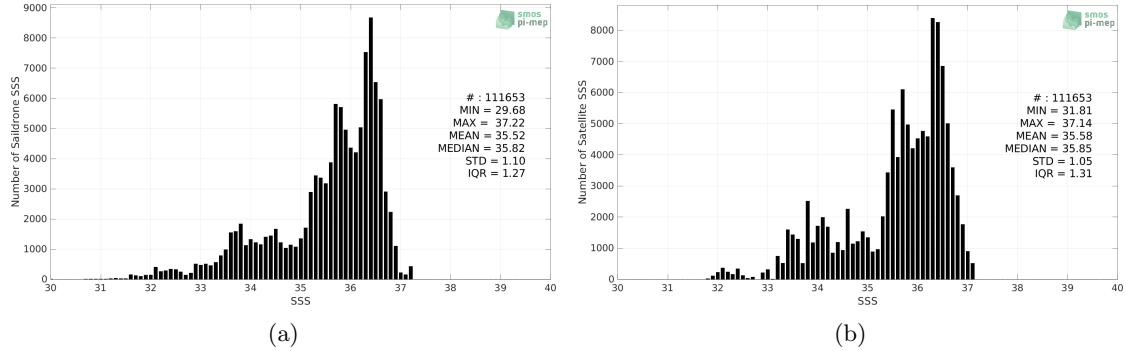 9000
8000
7000
6000
5000
4000
3000
2000
1000
0
Number of Saildrone SSS
smos
pi-mep
# : 111653
MIN = 29.68
MAX = 37.22
MEAN = 35.52
MEDIAN = 35.82
STD = 1.10
IQR = 1.27
30 31 32 33 34 35 36 37 38 39 40
SSS
(a)
8000
7000
6000
5000
4000
3000
2000
1000
0
Number of Satellite SSS
smos
pi-mep
# : 111653
MIN = 31.81
MAX = 37.14
MEAN = 35.58
MEDIAN = 35.85
STD = 1.05
IQR = 1.31
30 31 32 33 34 35 36 37 38 39 40
SSS
(b)